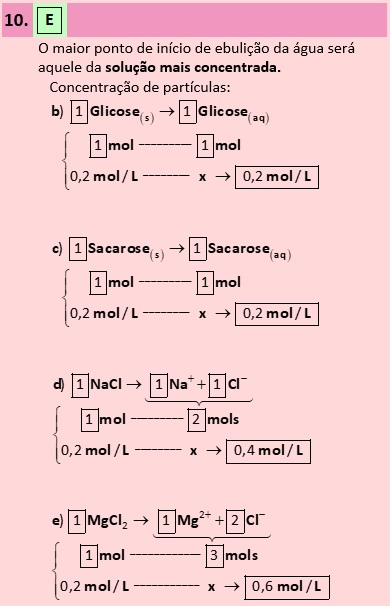 10. E
O maior ponto de início de ebulição da água será
aquele da solução mais concentrada.
Concentração de partículas:
b) 1 Glicose(s) → 1 Glicose(aq)
1 mol ---------- 1 mol
0,2 mol / L -------- x → 0,2 mol / L
c) 1 Sacarose(s) → 1 Sacarose(aq)
1 mol ---------- 1 mol
0,2 mol / L -------- x → 0,2 mol / L
d) 1 NaCl → 1 Na⁺ + 1 Cl⁻
1 mol ---------- 2 mols
0,2 mol / L -------- x → 0,4 mol / L
e) 1 MgCl₂ → 1 Mg²⁺ + 2 Cl⁻
1 mol ------------- 3 mols
0,2 mol / L ------------ x → 0,6 mol / L